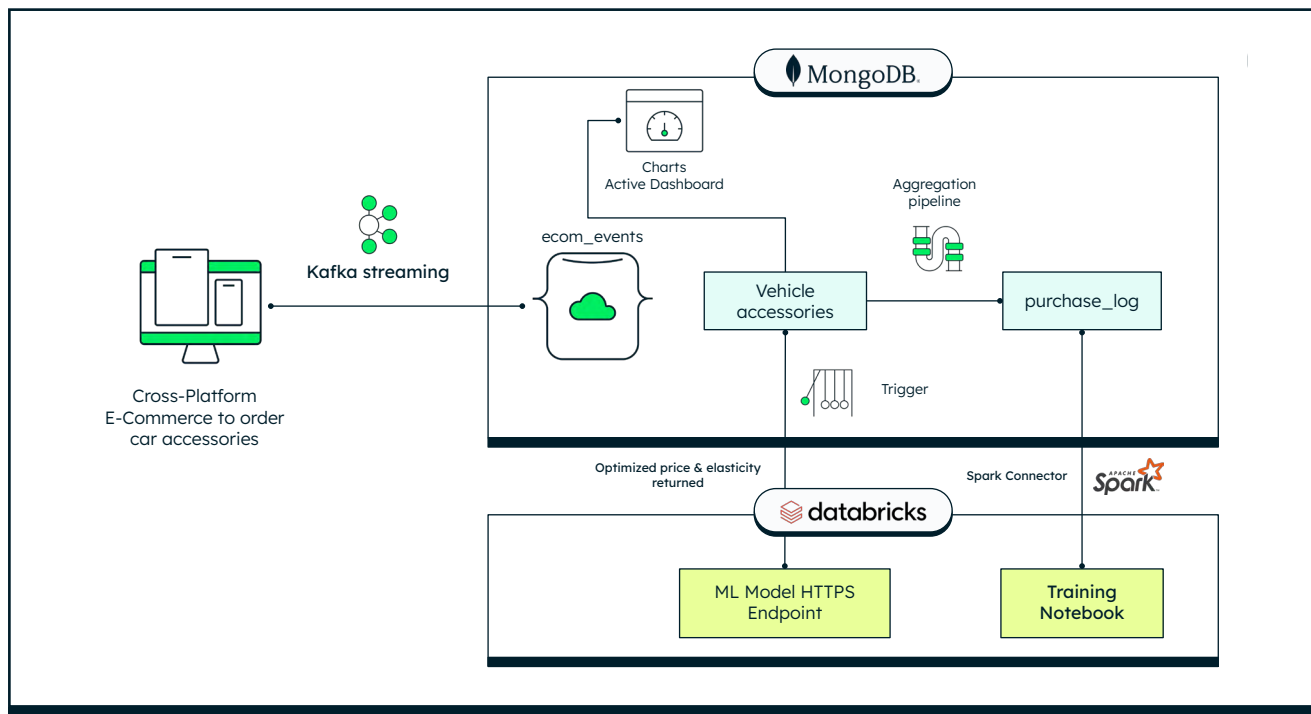 MongoDB.
Charts
Active Dashboard
Aggregation
pipeline
ecom_events
Kafka streaming
Vehicle
accessories
purchase_log
Trigger
Cross-Platform
E-Commerce to order
car accessories
Optimized price & elasticity
returned
Spark Connector
APACHE
Spark
databricks
ML Model HTTPS
Endpoint
Training
Notebook